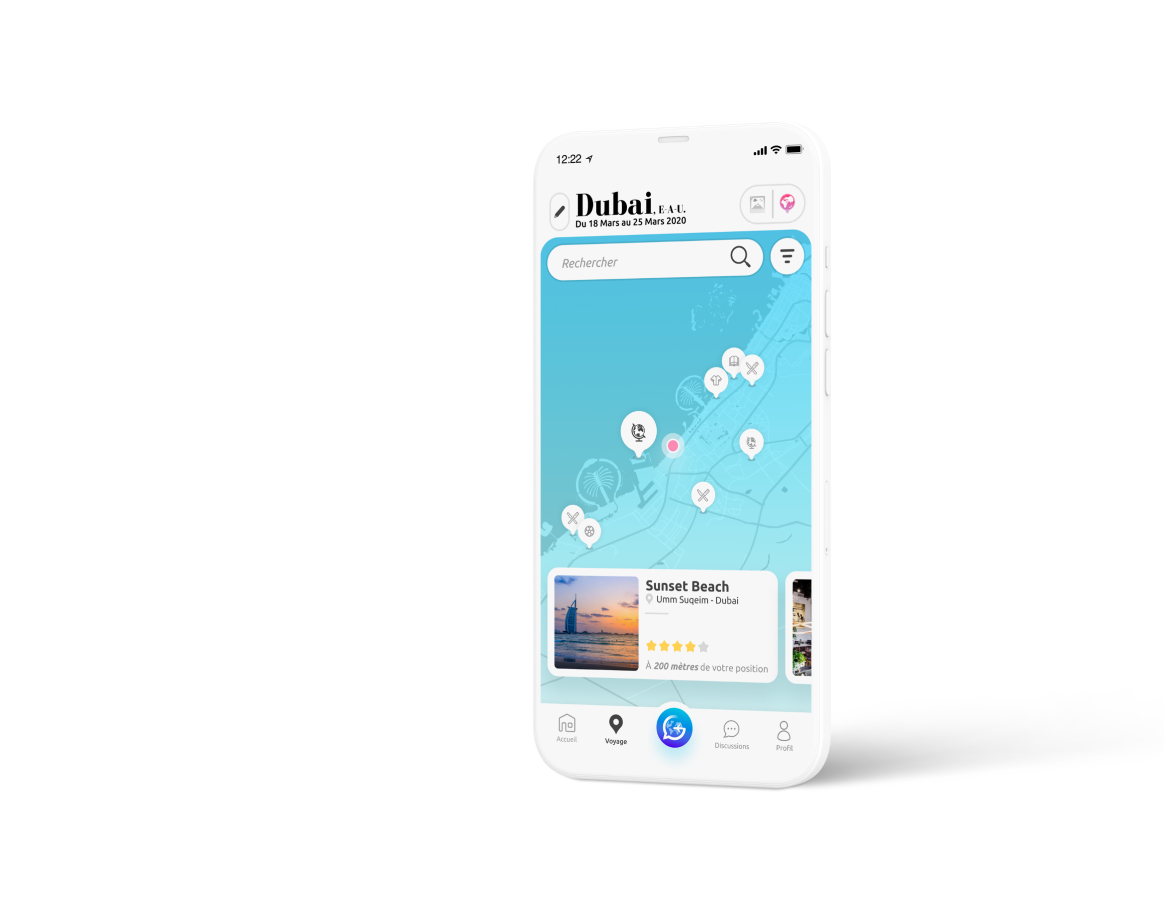 12:22
Dubai, E-A-U.
Du 18 Mars au 25 Mars 2020
Rechercher
Sunset Beach
Umm Suqeim - Dubai
À 200 mètres de votre position
Accueil
Voyage
Discussions
Profil